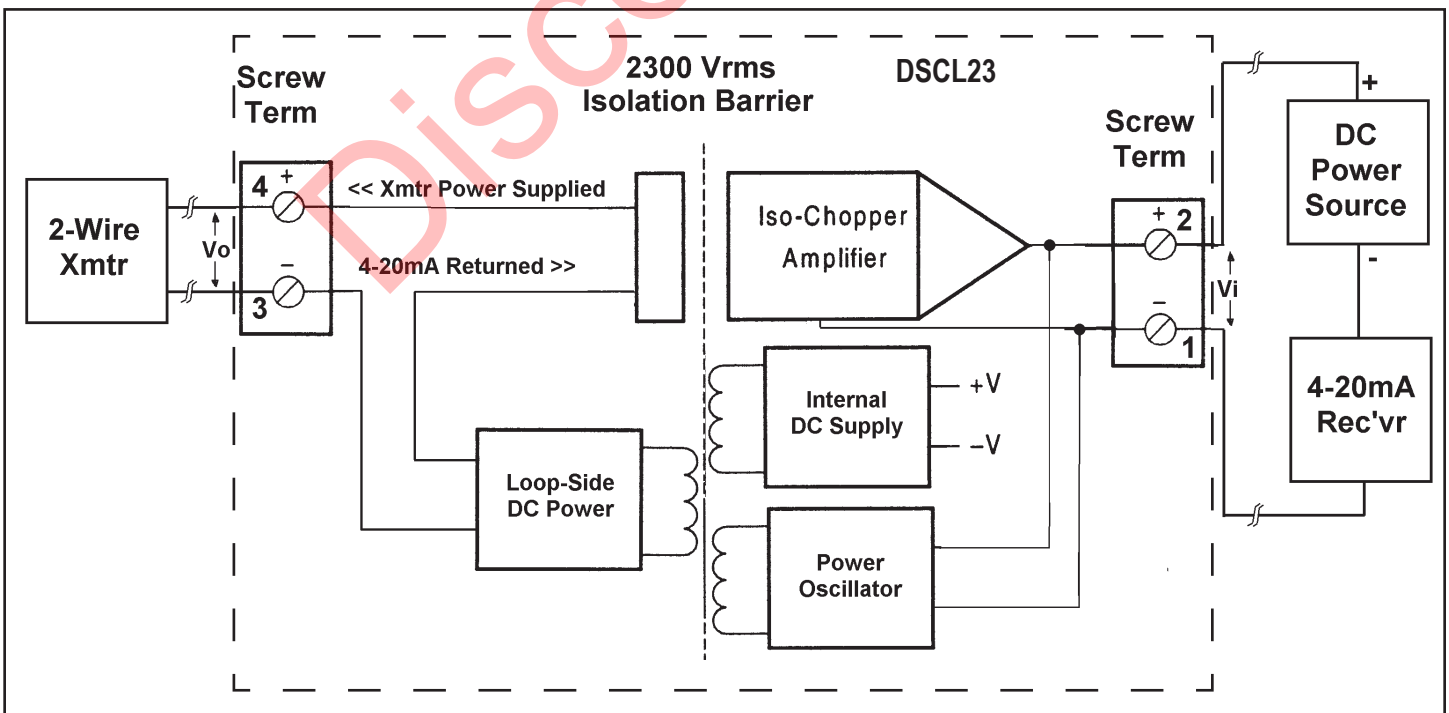 2300 Vrms
Isolation Barrier
DSCL23
Screw
Term
Screw
Term
2-Wire
Xmtr
Vo
4
+
−
3
<< Xmtr Power Supplied
4-20mA Returned >>
Iso-Chopper
Amplifier
+
2
−
1
Vi
+
DC
Power
Source
-
4-20mA
Rec'vr
Internal
DC Supply
+V
−V
Loop-Side
DC Power
Power
Oscillator
Disco